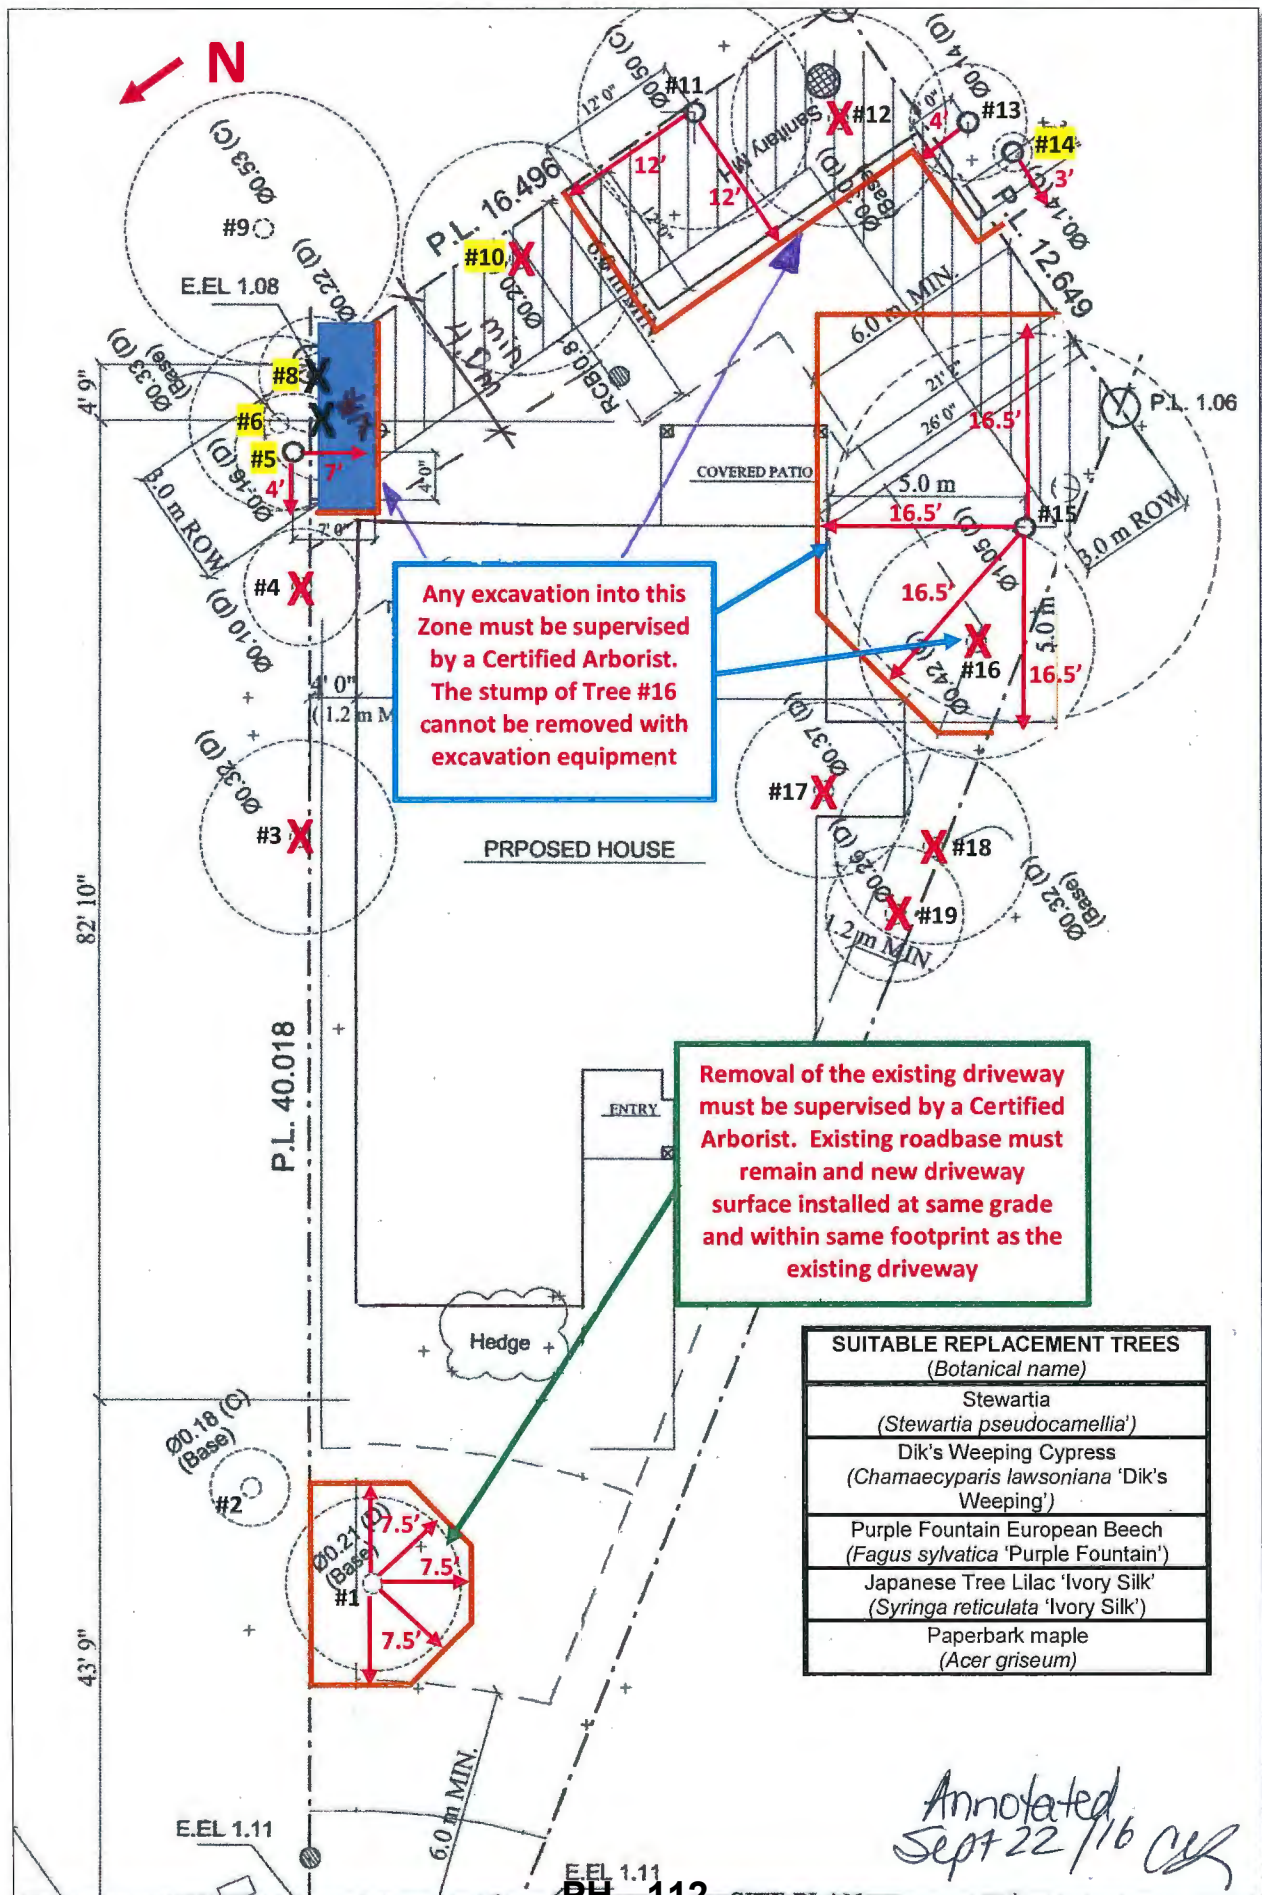 N
Ø0.53 (C)
#9
E.EL 1.08
Ø0.22 (D)
P.L. 16.496
12' 0"
Ø0.50 (C)
#11
12'
12'
12'0"
Sanitary M
#12
(Base)
Ø0.14 (D)
#13
4'
#14
3'
Ø0.14 (C)
P.L. 12.649
#10
Ø0.20 (D)
RCB0.8
6.0 m MIN.
21' 2"
26' 0"
16.5'
P.L. 1.06
#8
#6
#5
7'
4'
4' 9"
Ø0.33 (D)
(Base)
Ø0.16 (D)
3.0 m ROW
7' 0"
4'0"
COVERED PATIO
5.0 m
16.5'
#15
Ø1.05 (D)
3.0 m ROW
16.5'
5.0 m
16.5'
#16
Ø0.42 (C)
#4
Ø0.10 (D)
4' 0"
( 1.2 m M
Any excavation into this
Zone must be supervised
by a Certified Arborist.
The stump of Tree #16
cannot be removed with
excavation equipment
Ø0.32 (D)
#3
Ø0.37 (D)
#17
#18
Ø0.26 (D)
#19
Ø0.32 (D)
(Base)
1.2 m MIN.
PRPOSED HOUSE
82' 10"
P.L. 40.018
ENTRY
Removal of the existing driveway
must be supervised by a Certified
Arborist. Existing roadbase must
remain and new driveway
surface installed at same grade
and within same footprint as the
existing driveway
Hedge
SUITABLE REPLACEMENT TREES
(Botanical name)
Stewartia
(Stewartia pseudocamellia')
Dik's Weeping Cypress
(Chamaecyparis lawsoniana 'Dik's
Weeping')
Purple Fountain European Beech
(Fagus sylvatica 'Purple Fountain')
Japanese Tree Lilac 'Ivory Silk'
(Syringa reticulata 'Ivory Silk')
Paperbark maple
(Acer griseum)
Ø0.18 (C)
(Base)
#2
Ø0.21 (D)
(Base)
#1
7.5'
7.5'
7.5'
43' 9"
6.0 m MIN.
E.EL 1.11
E.EL 1.11
Annotated
Sept 22/16
PH - 112